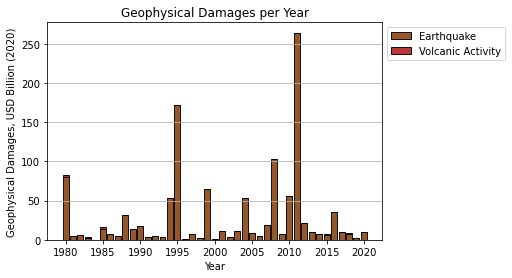 Geophysical Damages per Year
Geophysical Damages, USD Billion (2020)
250
200
150
100
50
0
1980 1985 1990 1995 2000 2005 2010 2015 2020
Year
Earthquake
Volcanic Activity